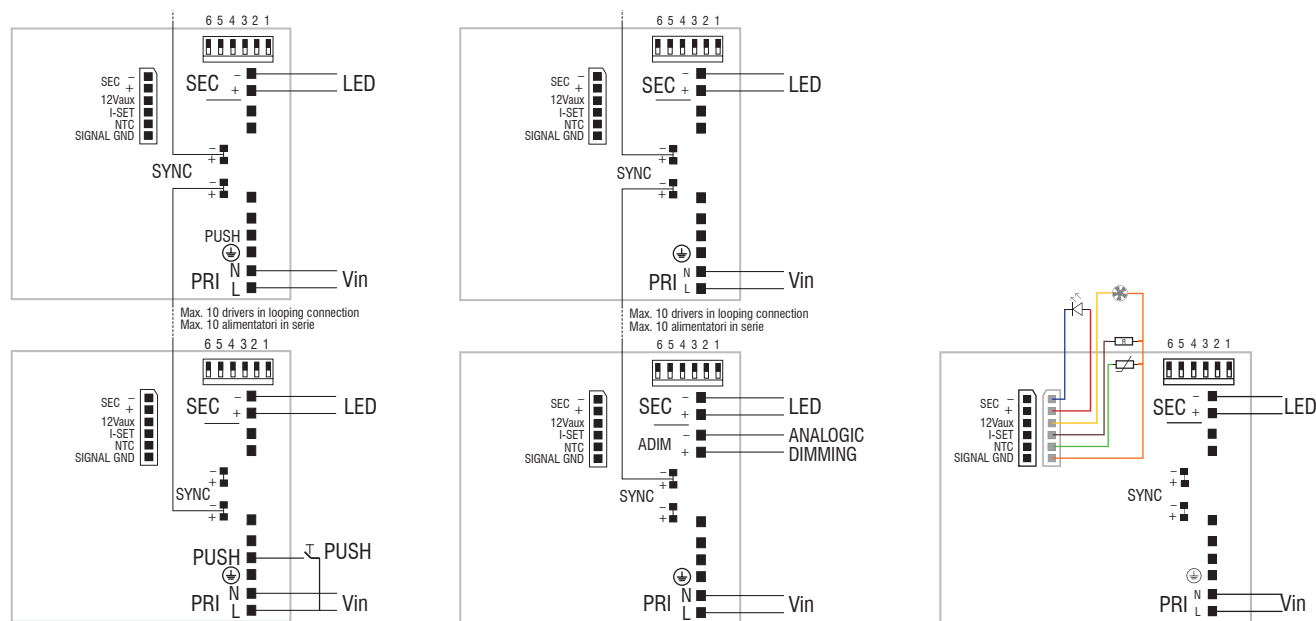 6 5 4 3 2 1
SEC −
+
12Vaux
I-SET
NTC
SIGNAL GND
SEC
−
+
LED
−
+
SYNC
−
+
PUSH
PRI
N
L
Vin
Max. 10 drivers in looping connection
Max. 10 alimentatori in serie
6 5 4 3 2 1
SEC −
+
12Vaux
I-SET
NTC
SIGNAL GND
SEC
−
+
LED
−
+
SYNC
−
+
PUSH
PUSH
PRI
N
L
Vin
6 5 4 3 2 1
SEC −
+
12Vaux
I-SET
NTC
SIGNAL GND
SEC
−
+
LED
−
+
SYNC
−
+
PRI
N
L
Vin
Max. 10 drivers in looping connection
Max. 10 alimentatori in serie
6 5 4 3 2 1
SEC −
+
12Vaux
I-SET
NTC
SIGNAL GND
SEC
−
+
LED
ADIM
−
+
ANALOGIC
DIMMING
−
+
SYNC
−
+
PRI
N
L
Vin
R
6 5 4 3 2 1
SEC −
+
12Vaux
I-SET
NTC
SIGNAL GND
SEC
−
+
LED
−
+
SYNC
−
+
PRI
N
L
Vin